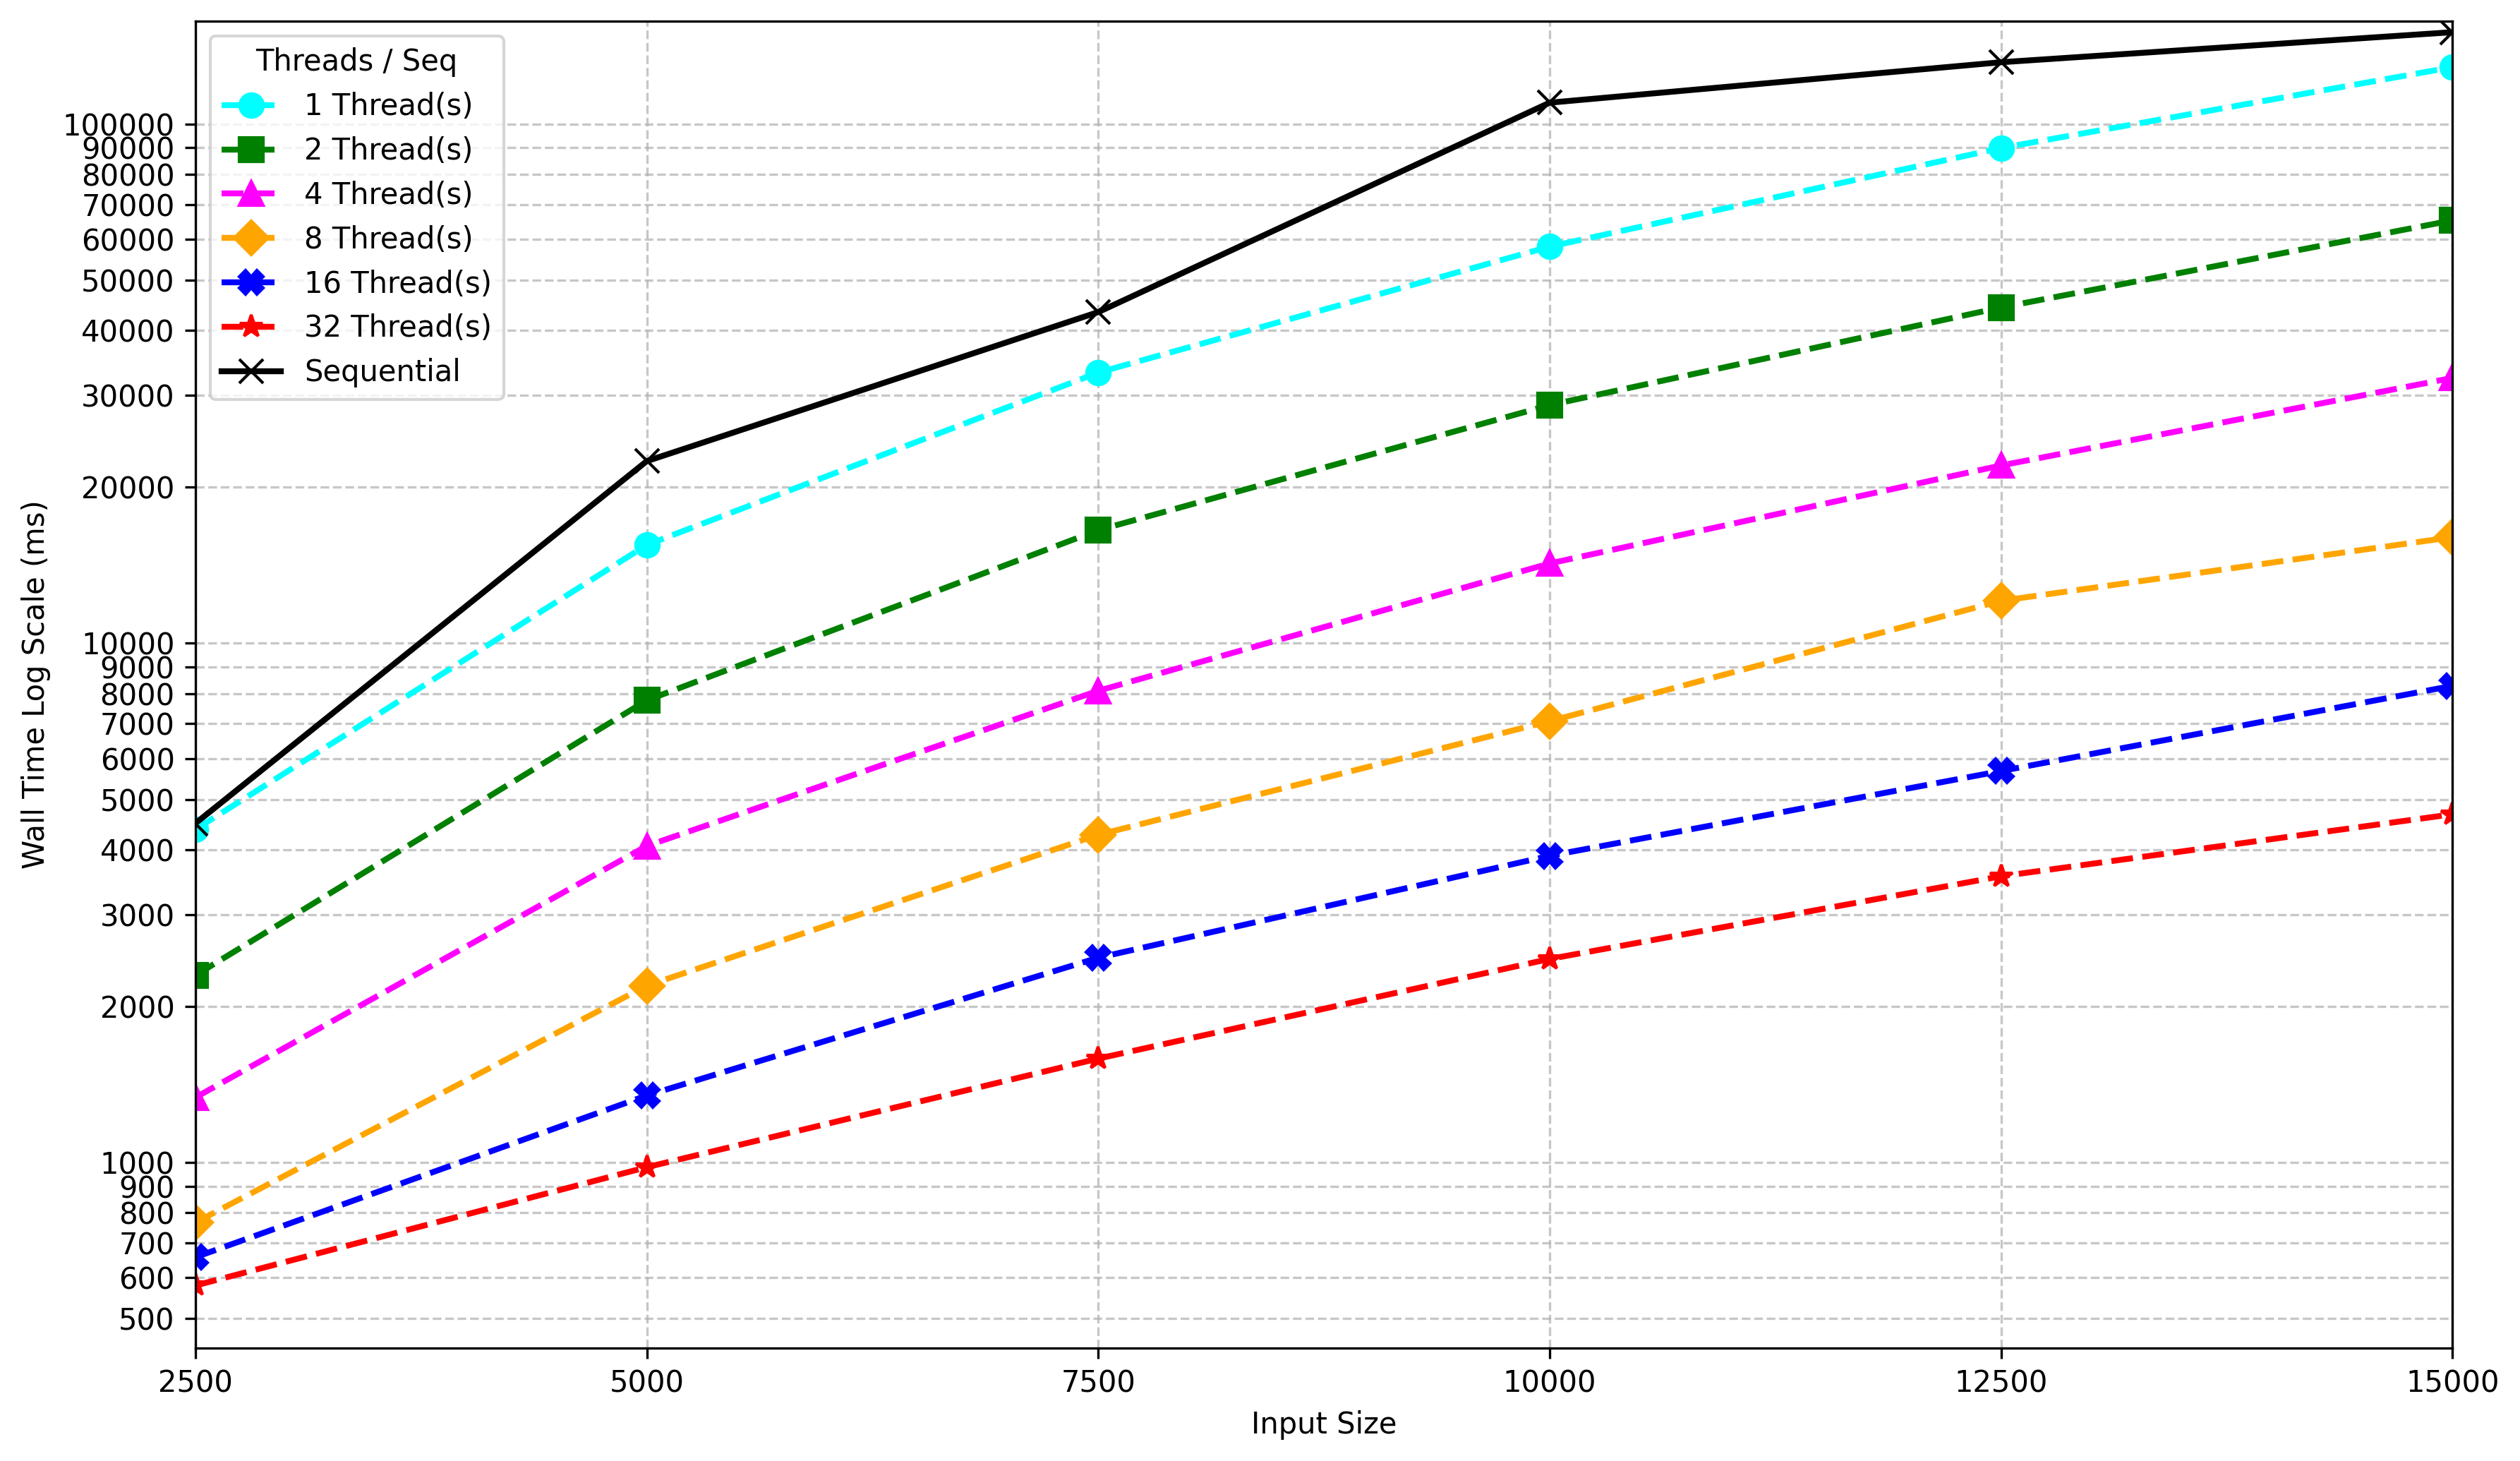 Threads / Seq
1 Thread(s)
2 Thread(s)
4 Thread(s)
8 Thread(s)
16 Thread(s)
32 Thread(s)
Sequential
100000
90000
80000
70000
60000
50000
40000
30000
20000
10000
9000
8000
7000
6000
5000
4000
3000
2000
1000
900
800
700
600
500
Wall Time Log Scale (ms)
2500 5000 7500 10000 12500 15000
Input Size